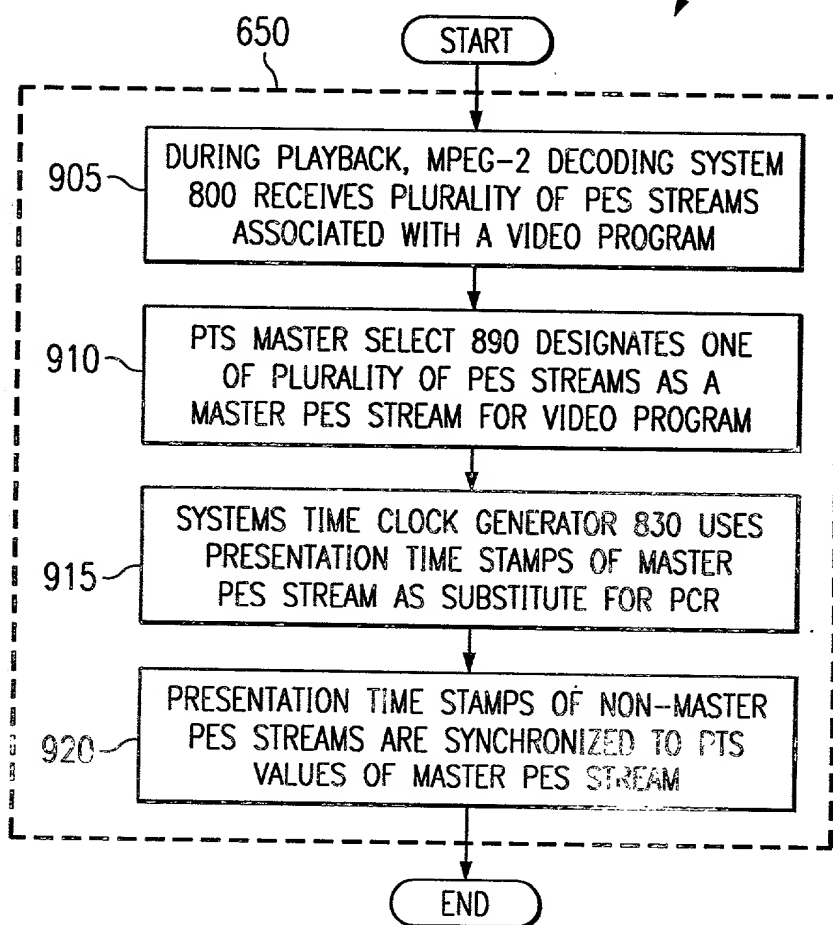 650
START
905
DURING PLAYBACK, MPEG-2 DECODING SYSTEM
800 RECEIVES PLURALITY OF PES STREAMS
ASSOCIATED WITH A VIDEO PROGRAM
910
PTS MASTER SELECT 890 DESIGNATES ONE
OF PLURALITY OF PES STREAMS AS A
MASTER PES STREAM FOR VIDEO PROGRAM
915
SYSTEMS TIME CLOCK GENERATOR 830 USES
PRESENTATION TIME STAMPS OF MASTER
PES STREAM AS SUBSTITUTE FOR PCR
920
PRESENTATION TIME STAMPS OF NON-MASTER
PES STREAMS ARE SYNCHRONIZED TO PTS
VALUES OF MASTER PES STREAM
END